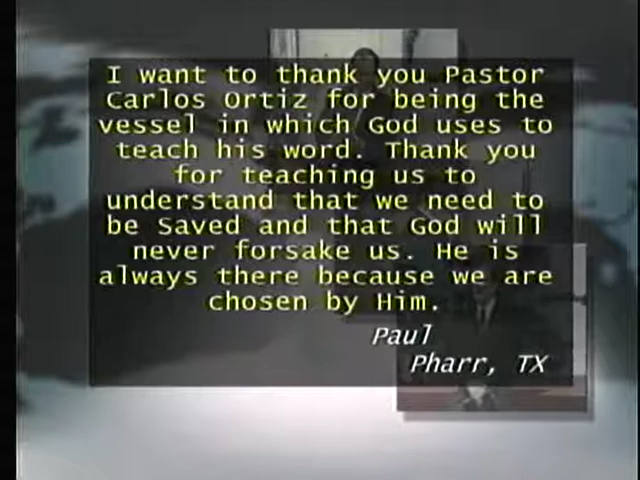 I want to thank you Pastor
Carlos Ortiz for being the
vessel in which God uses to
teach his word. Thank you
for teaching us to
understand that we need to
be Saved and that God will
never forsake us. He is
always there because we are
chosen by Him.
Paul
Pharr, TX